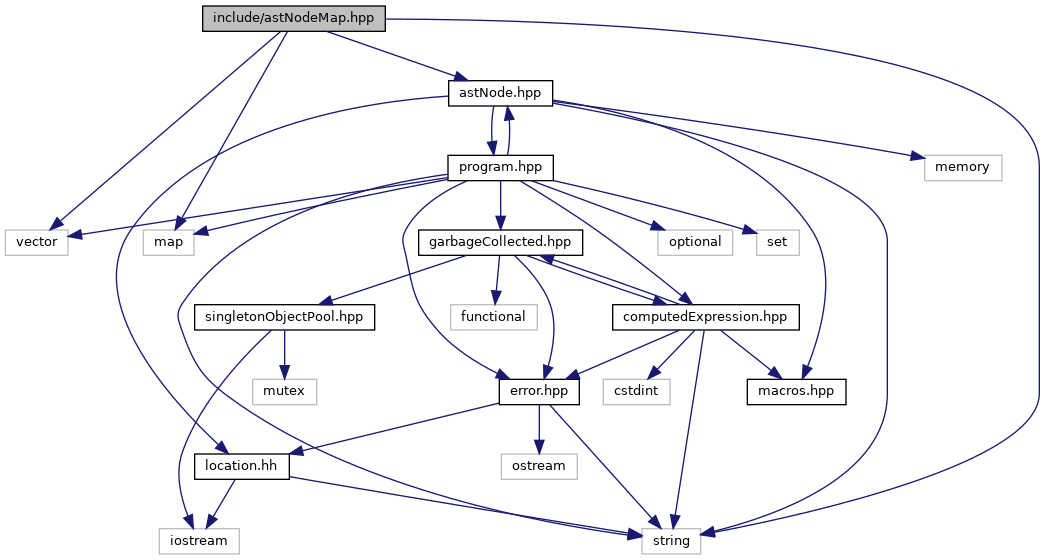 include/astNodeMap.hpp
astNode.hpp
program.hpp
memory
vector
map
garbageCollected.hpp
optional
set
singletonObjectPool.hpp
functional
computedExpression.hpp
mutex
error.hpp
cstdint
macros.hpp
location.hh
ostream
iostream
string